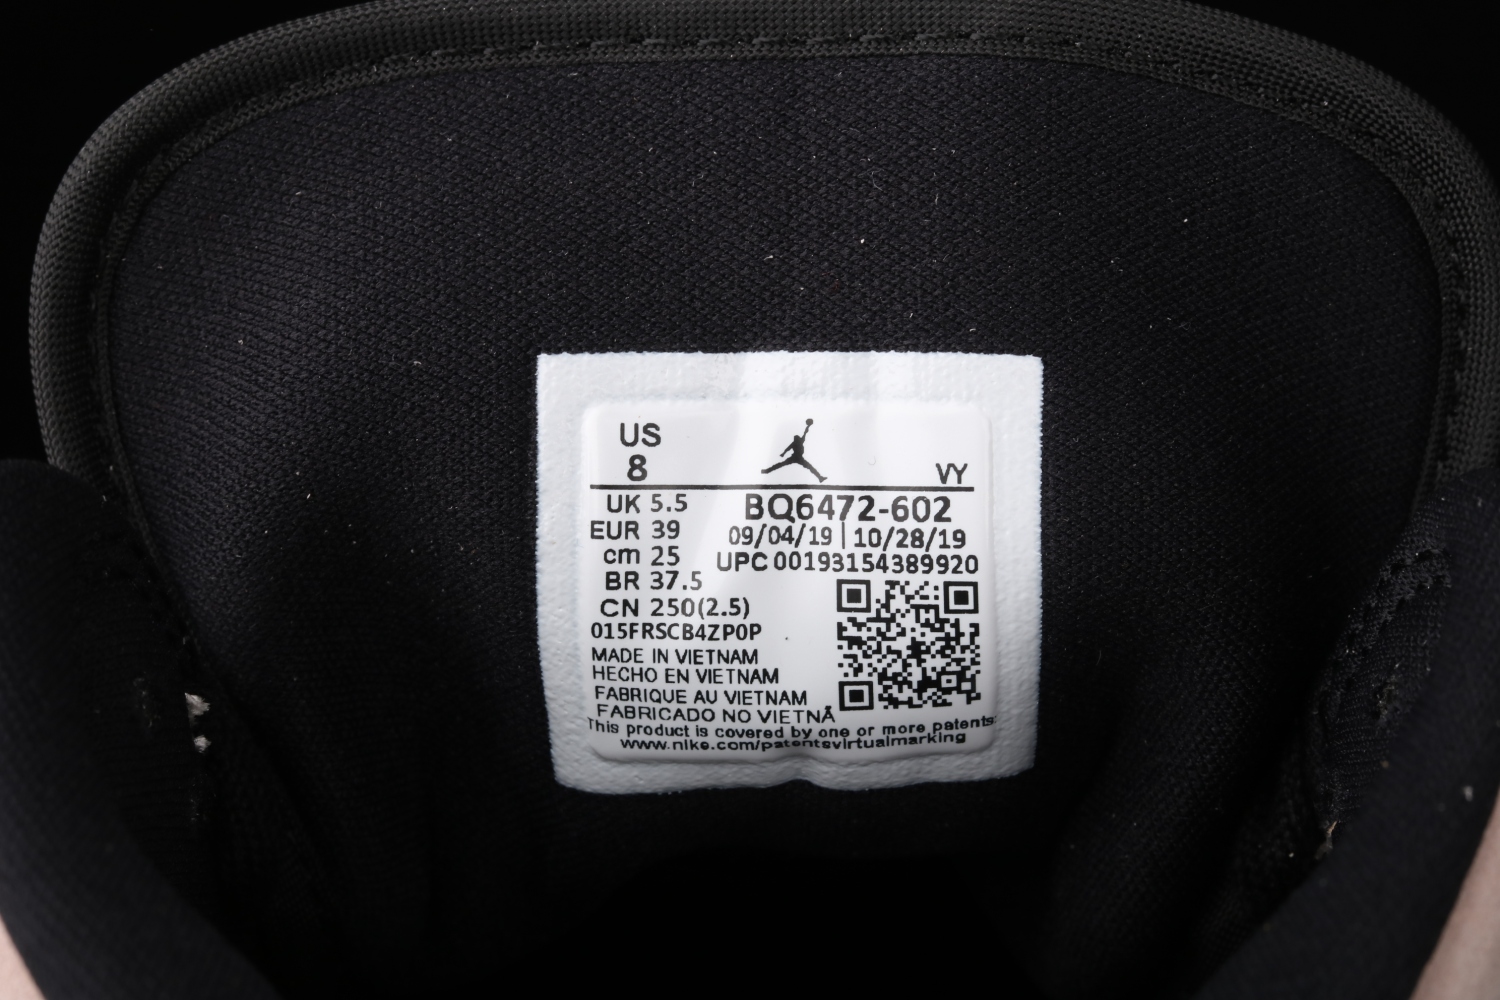 US
8
VY
UK 5.5
EUR 39
cm 25
BR 37.5
CN 250(2.5)
BQ6472-602
09/04/19 | 10/28/19
UPC 00193154389920
015FRSCB4ZP0P
MADE IN VIETNAM
HECHO EN VIETNAM
FABRIQUE AU VIETNAM
FABRICADO NO VIETNÃ
This product is covered by one or more patents:
www.nike.com/patentsvirtualmarking